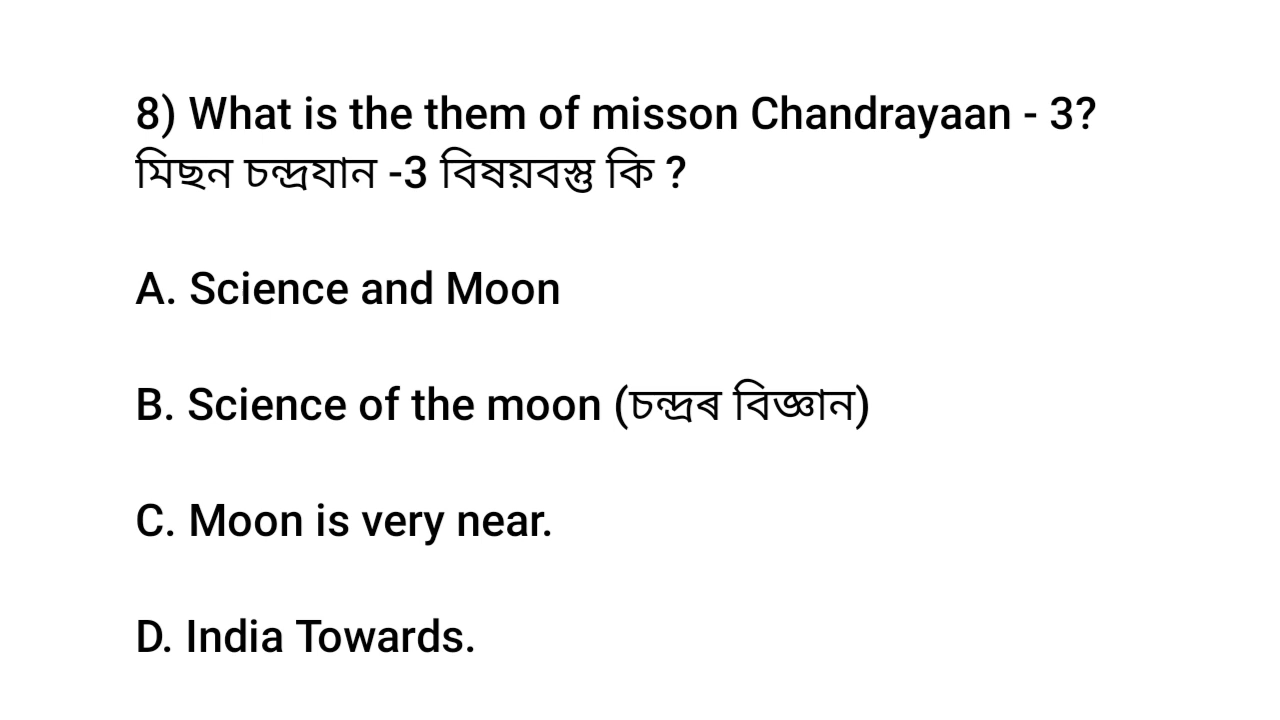 8) What is the them of misson Chandrayaan - 3?
মিছন চন্দ্ৰযান -3 বিষয়বস্তু কি ?
A. Science and Moon
B. Science of the moon (চন্দ্ৰৰ বিজ্ঞান)
C. Moon is very near.
D. India Towards.